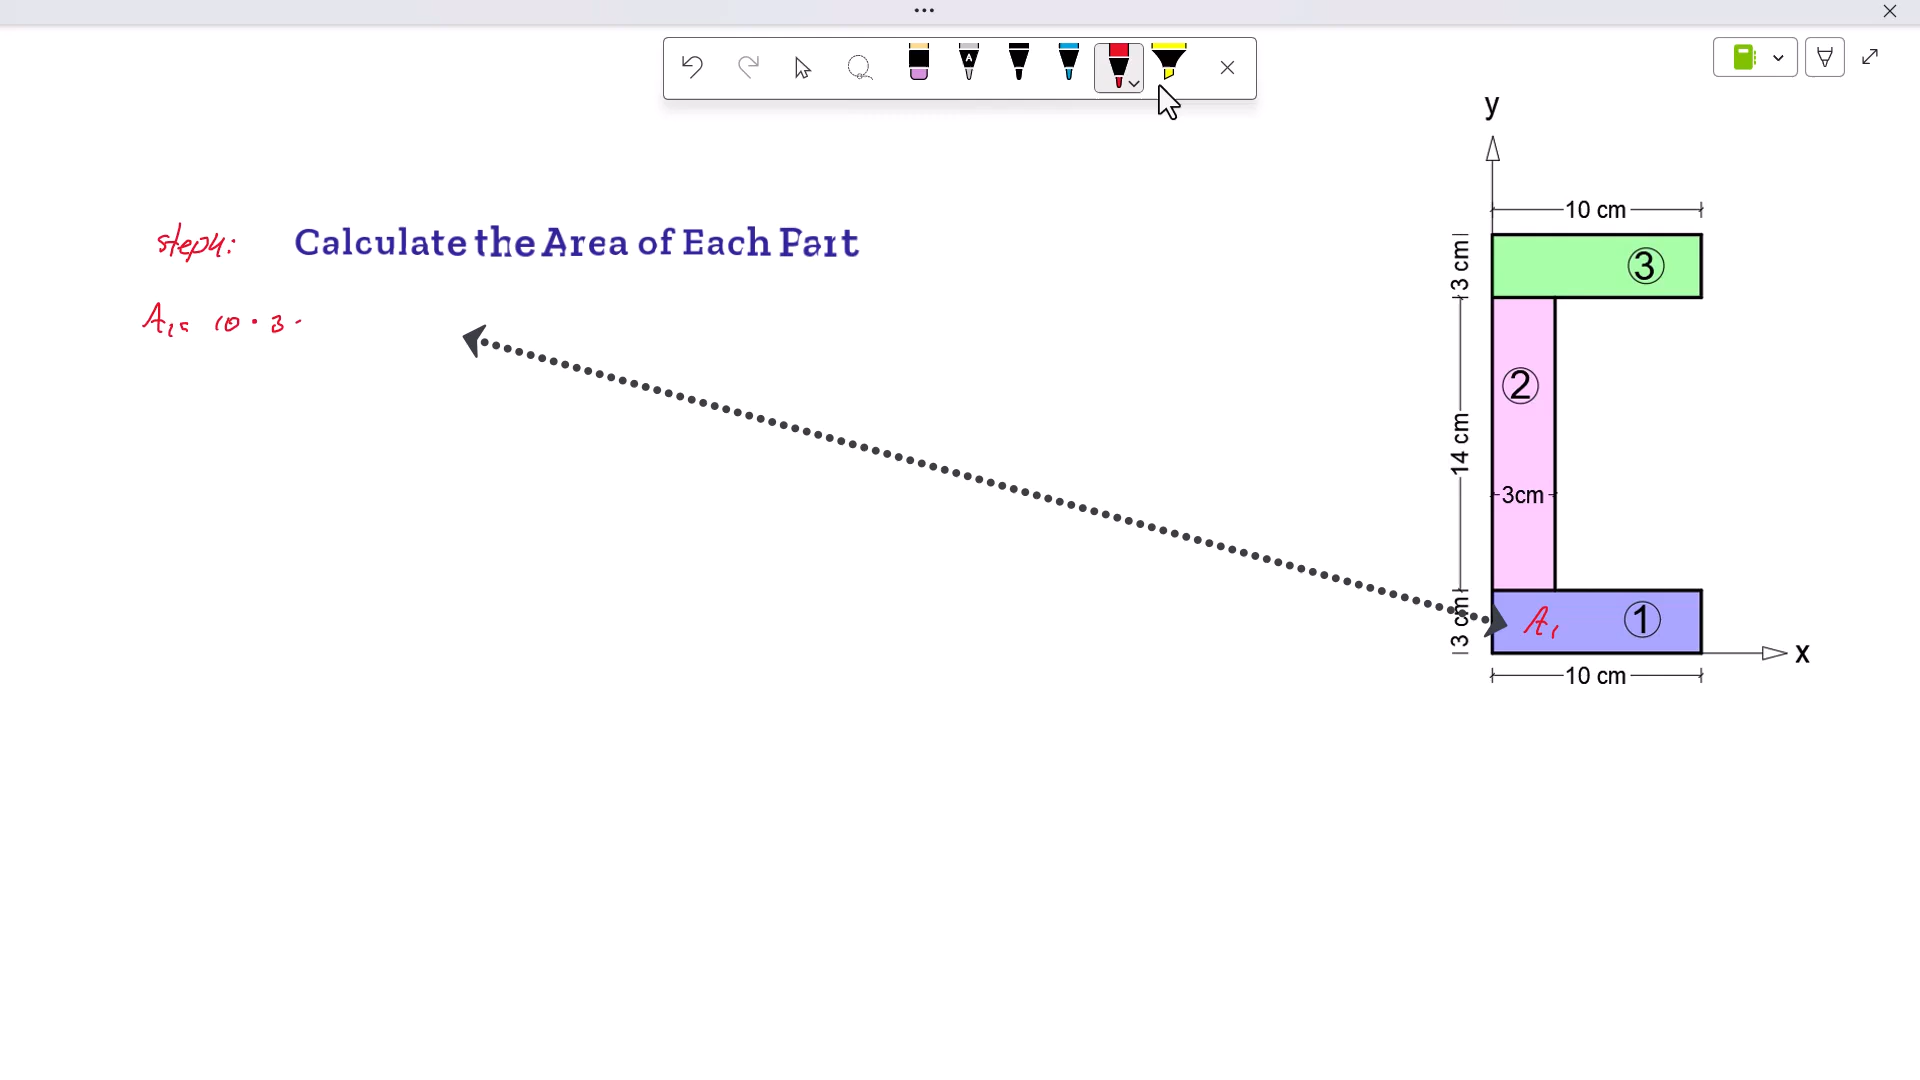 ...
A
y
10 cm
step4: Calculate the Area of Each Part
3 cm
③
A₁= 10 · 3 -
②
14 cm
3cm
3 cm
A₁
①
x
10 cm